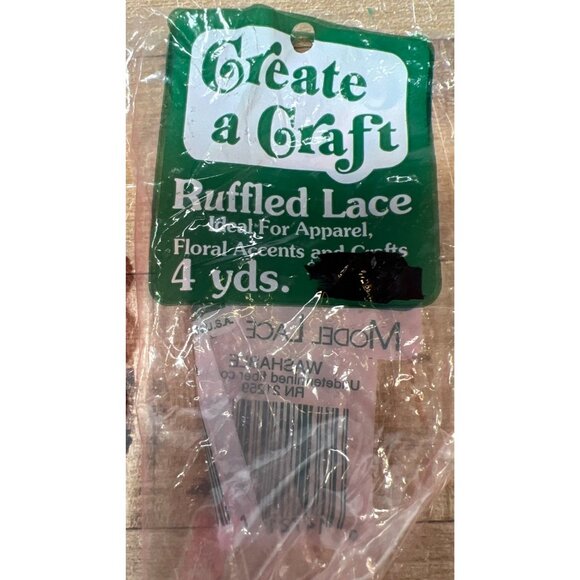 Create
a Craft
Ruffled Lace
Ideal For Apparel,
Floral Accents and Crafts
4 yds.
MODEL LACE
WASHABLE
Undetermined fiber co
RN 21269